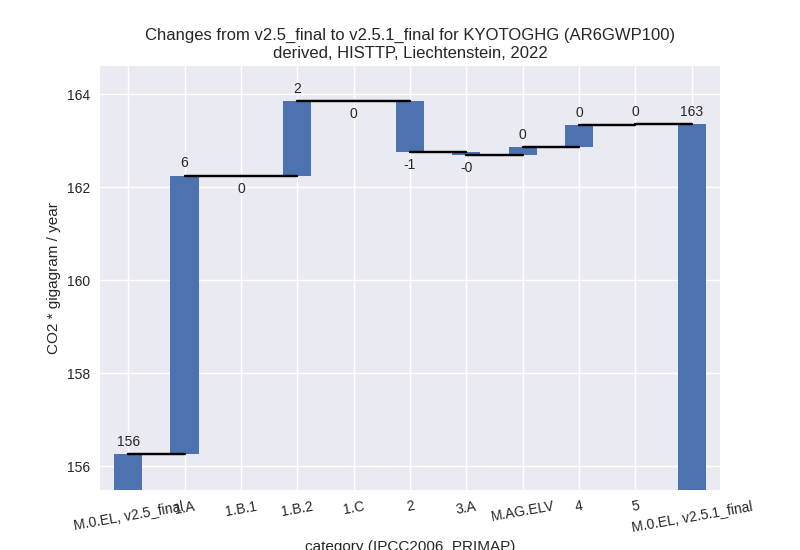 Changes from v2.5_final to v2.5.1_final for KYOTOGHG (AR6GWP100)
derived, HISTTP, Liechtenstein, 2022
CO2 * gigagram / year
164
162
160
158
156
156
6
0
2
0
-1
-0
0
0
0
163
M.0.EL, v2.5_final
1.A
1.B.1
1.B.2
1.C
2
3.A
M.AG.ELV
4
5
M.0.EL, v2.5.1_final
category (IPCC2006_PRIMAP)